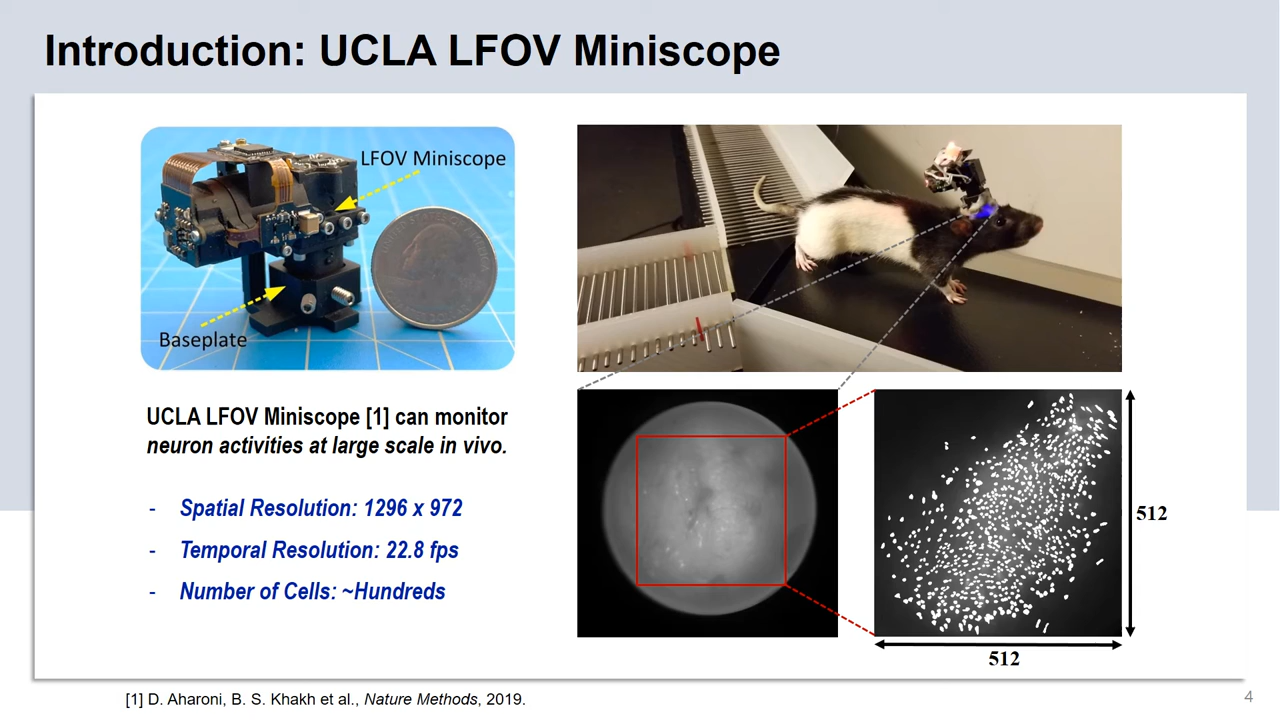 Introduction: UCLA LFOV Miniscope
LFOV Miniscope
Baseplate
UCLA LFOV Miniscope [1] can monitor
neuron activities at large scale in vivo.
- Spatial Resolution: 1296 x 972
- Temporal Resolution: 22.8 fps
- Number of Cells: ~Hundreds
512
512
[1] D. Aharoni, B. S. Khakh et al., Nature Methods, 2019.
4